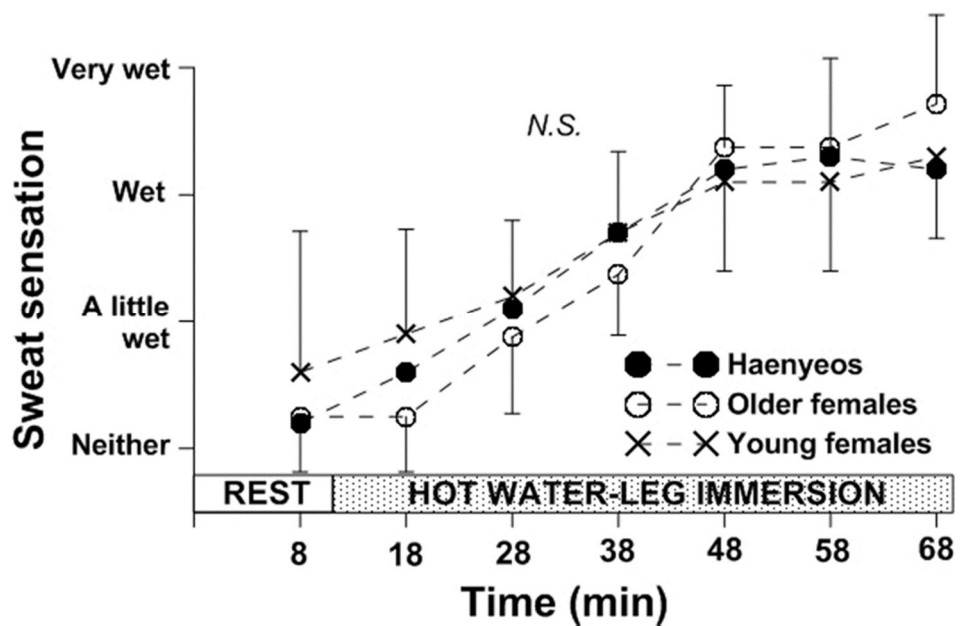 Sweat sensation
Very wet
Wet
A little
wet
Neither
N.S.
Haenyeos
Older females
Young females
REST
HOT WATER-LEG IMMERSION
8 18 28 38 48 58 68
Time (min)